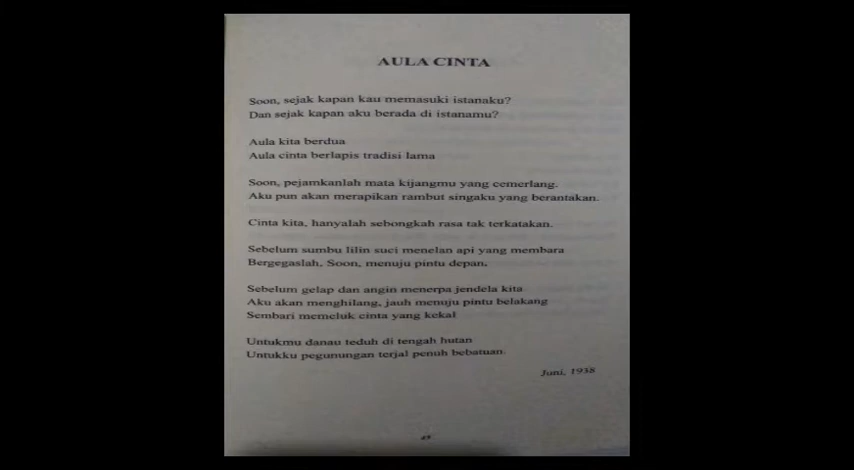 AULA CINTA
Soon, sejak kapan kau memasuki istanaku?
Dan sejak kapan aku berada di istanamu?
Aula kita berdua
Aula cinta berlapis tradisi lama
Soon, pejamkanlah mata kijangmu yang cemerlang.
Aku pun akan merapikan rambut singaku yang berantakan.
Cinta kita, hanyalah sebongkah rasa tak terkatakan.
Sebelum sumbu lilin suci menelan api yang membara
Bergegaslah, Soon, menuju pintu depan.
Sebelum gelap dan angin menerpa jendela kita
Aku akan menghilang, jauh menuju pintu belakang
Sembari memeluk cinta yang kekal
Untukmu danau teduh di tengah hutan
Untukku pegunungan terjal penuh bebatuan.
Juni, 1938